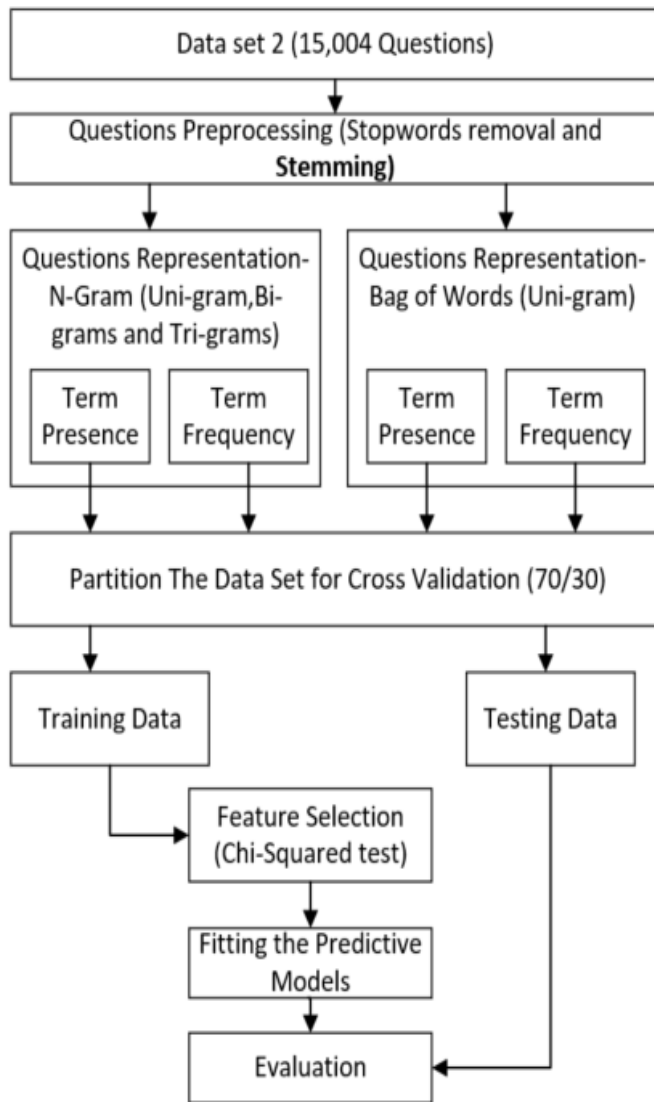 Data set 2 (15,004 Questions)
Questions Preprocessing (Stopwords removal and
Stemming)
Questions Representation-
N-Gram (Uni-gram,Bi-
grams and Tri-grams)
Term
Presence
Term
Frequency
Questions Representation-
Bag of Words (Uni-gram)
Term
Presence
Term
Frequency
Partition The Data Set for Cross Validation (70/30)
Training Data
Testing Data
Feature Selection
(Chi-Squared test)
Fitting the Predictive
Models
Evaluation